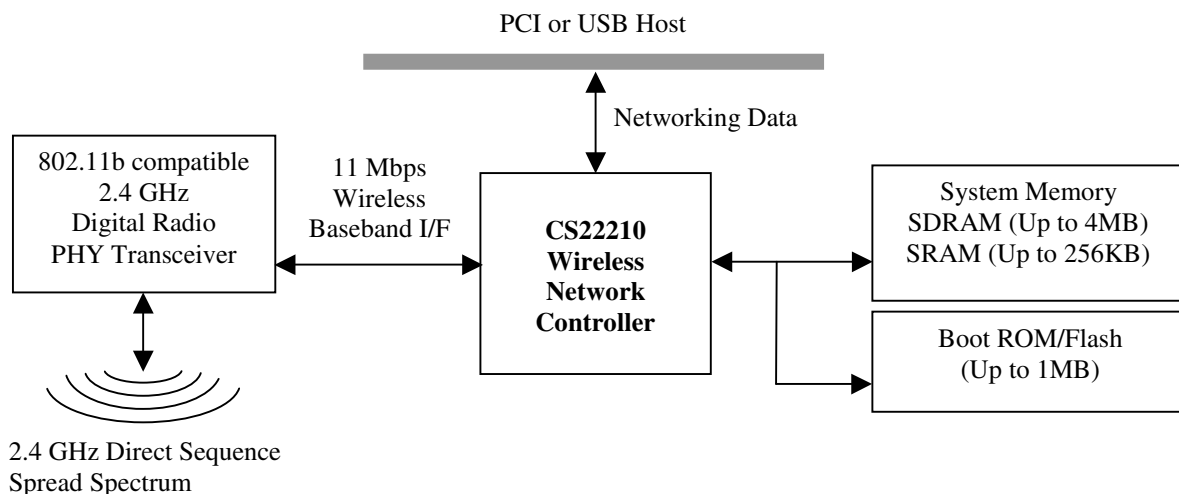 PCI or USB Host
Networking Data
802.11b compatible
2.4 GHz
Digital Radio
PHY Transceiver
11 Mbps
Wireless
Baseband I/F
CS22210
Wireless
Network
Controller
System Memory
SDRAM (Up to 4MB)
SRAM (Up to 256KB)
Boot ROM/Flash
(Up to 1MB)
2.4 GHz Direct Sequence
Spread Spectrum